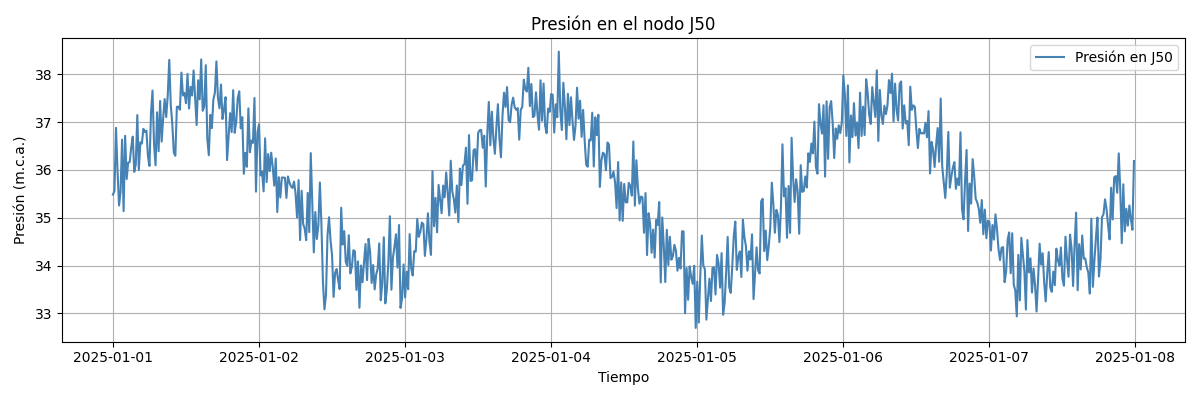 Presión en el nodo J50
Presión en J50
Presión (m.c.a.)
38
37
36
35
34
33
2025-01-01 2025-01-02 2025-01-03 2025-01-04 2025-01-05 2025-01-06 2025-01-07 2025-01-08
Tiempo